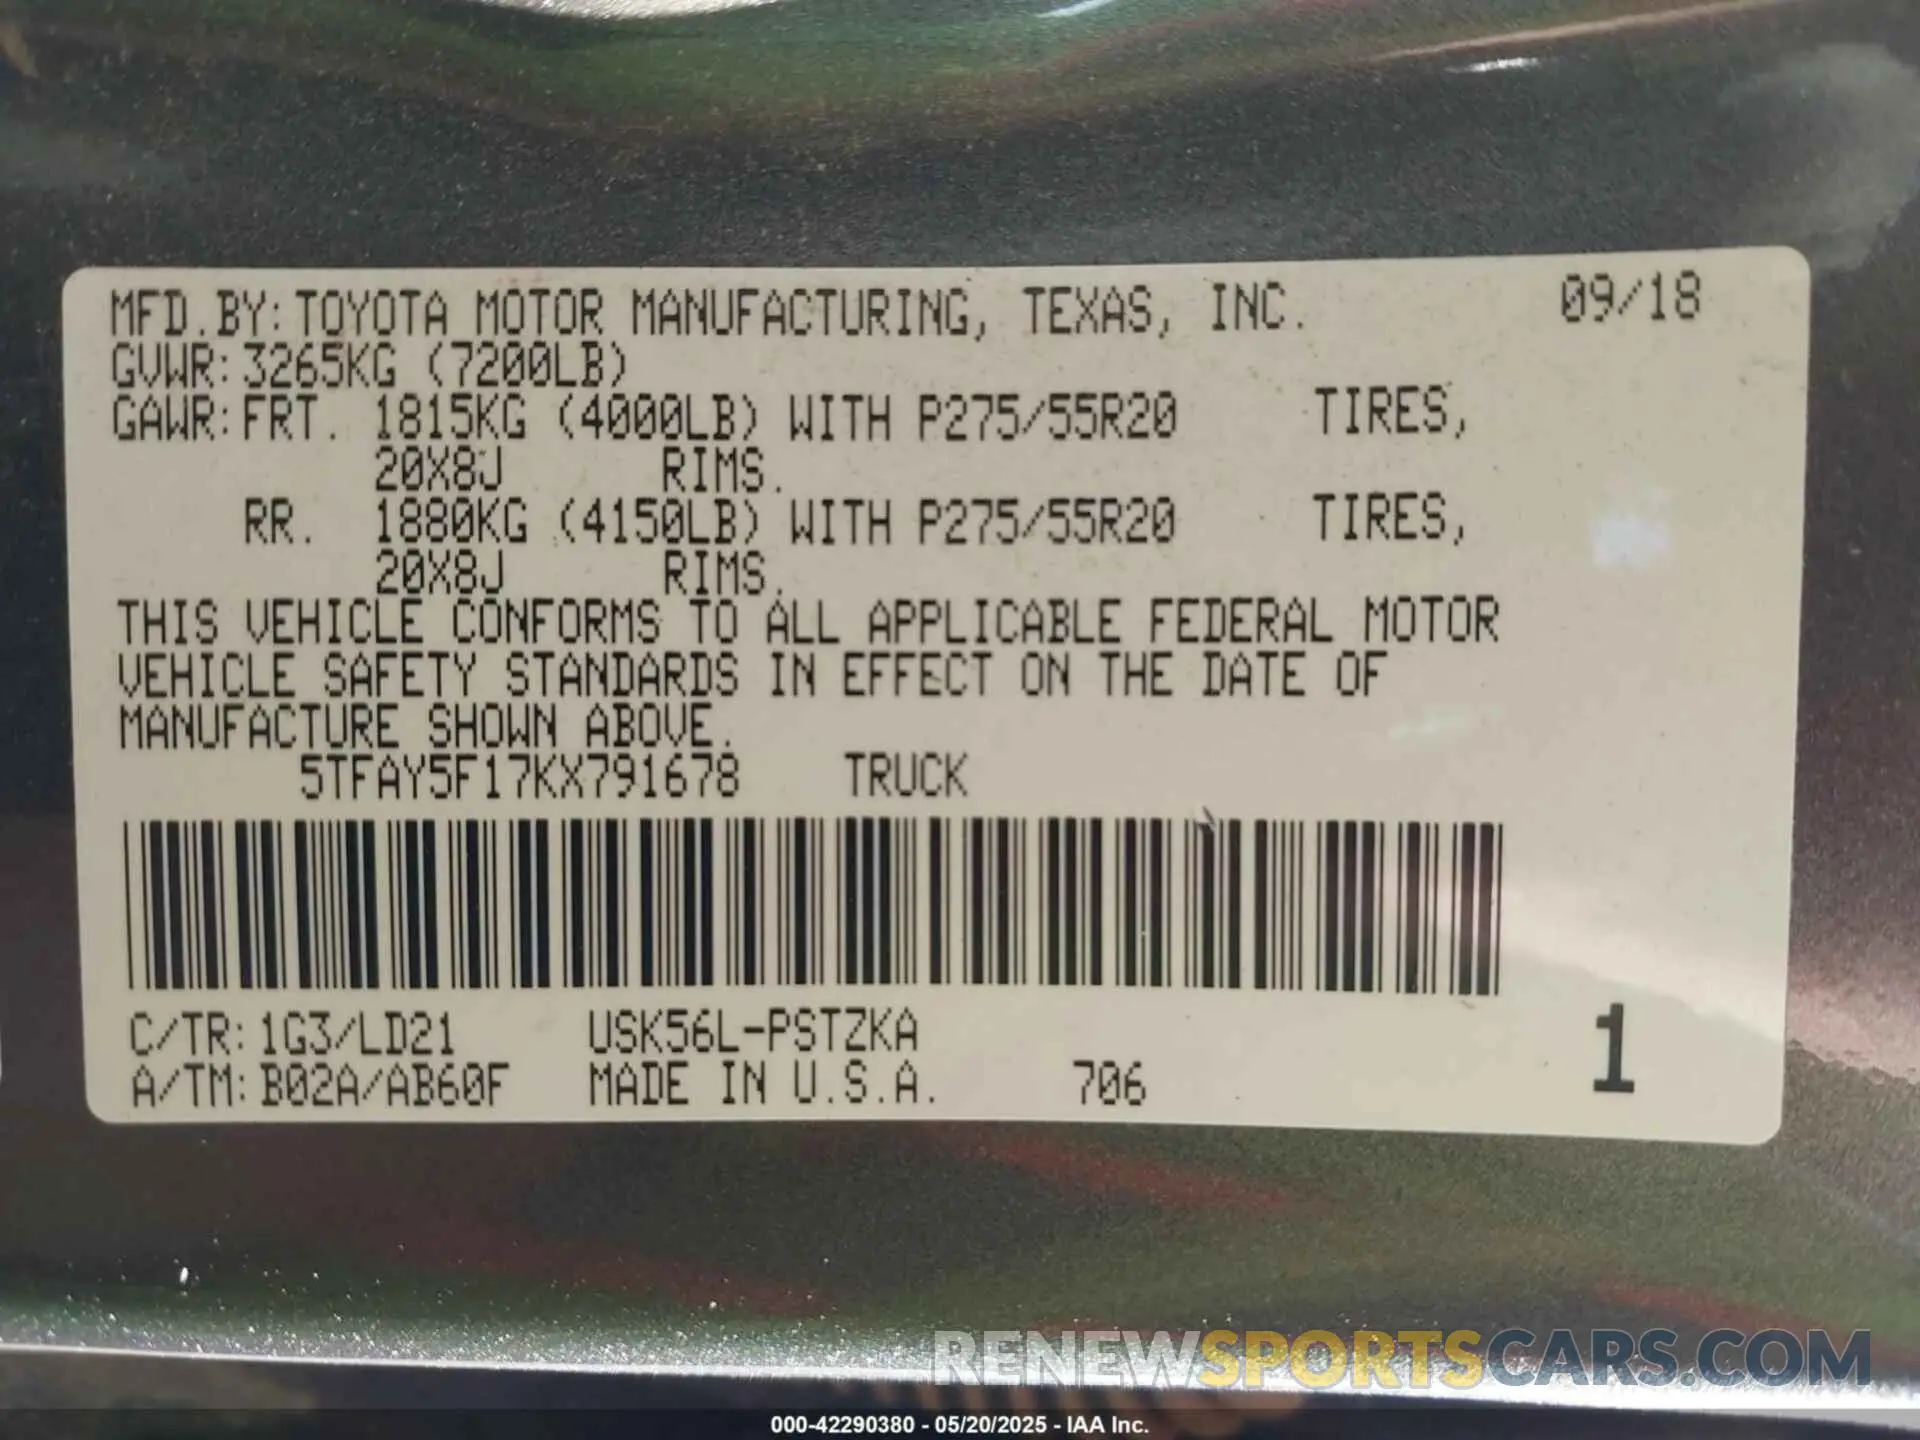 MFD.BY: TOYOTA MOTOR MANUFACTURING, TEXAS, INC. 09/18
GVWR: 3265KG (7200LB)
GAWR: FRT. 1815KG (4000LB) WITH P275/55R20 TIRES,
20X8J RIMS.
RR. 1880KG (4150LB) WITH P275/55R20 TIRES,
20X8J RIMS.
THIS VEHICLE CONFORMS TO ALL APPLICABLE FEDERAL MOTOR
VEHICLE SAFETY STANDARDS IN EFFECT ON THE DATE OF
MANUFACTURE SHOWN ABOVE.
5TFAY5F17KX791678 TRUCK
C/TR: 1G3/LD21 USK56L-PSTZKA
A/TM: B02A/AB60F MADE IN U.S.A. 706 1
RENEWSPORTSCARS.COM
000-42290380 - 05/20/2025 - IAA Inc.